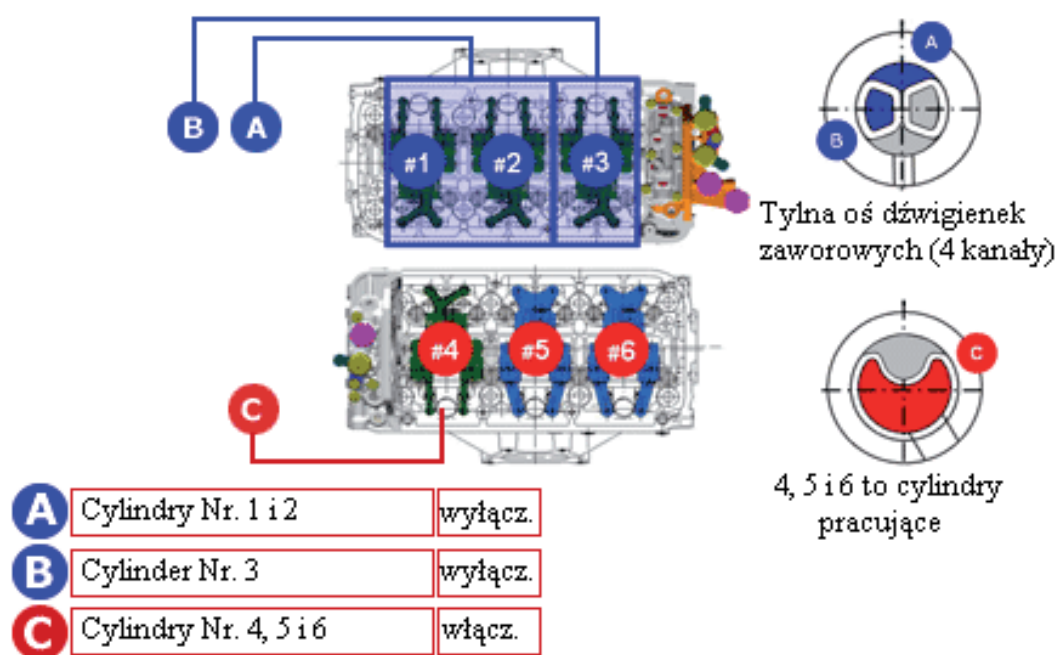 B
A
#1
#2
#3
A
B
Tylna oś dźwigienek
zaworowych (4 kanały)
#4
#5
#6
C
C
4, 5 i 6 to cylindry
pracujące
A Cylindry Nr. 1 i 2 wyłącz.
B Cylinder Nr. 3 wyłącz.
C Cylindry Nr. 4, 5 i 6 włącz.